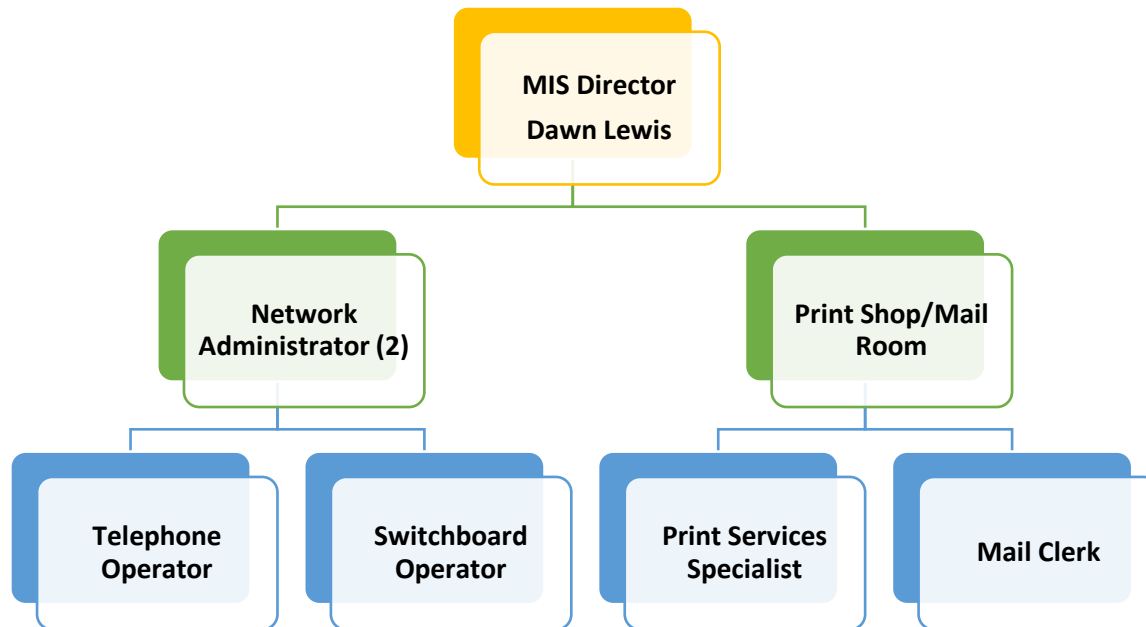 MIS Director
Dawn Lewis
Network
Administrator (2)
Print Shop/Mail
Room
Telephone
Operator
Switchboard
Operator
Print Services
Specialist
Mail Clerk